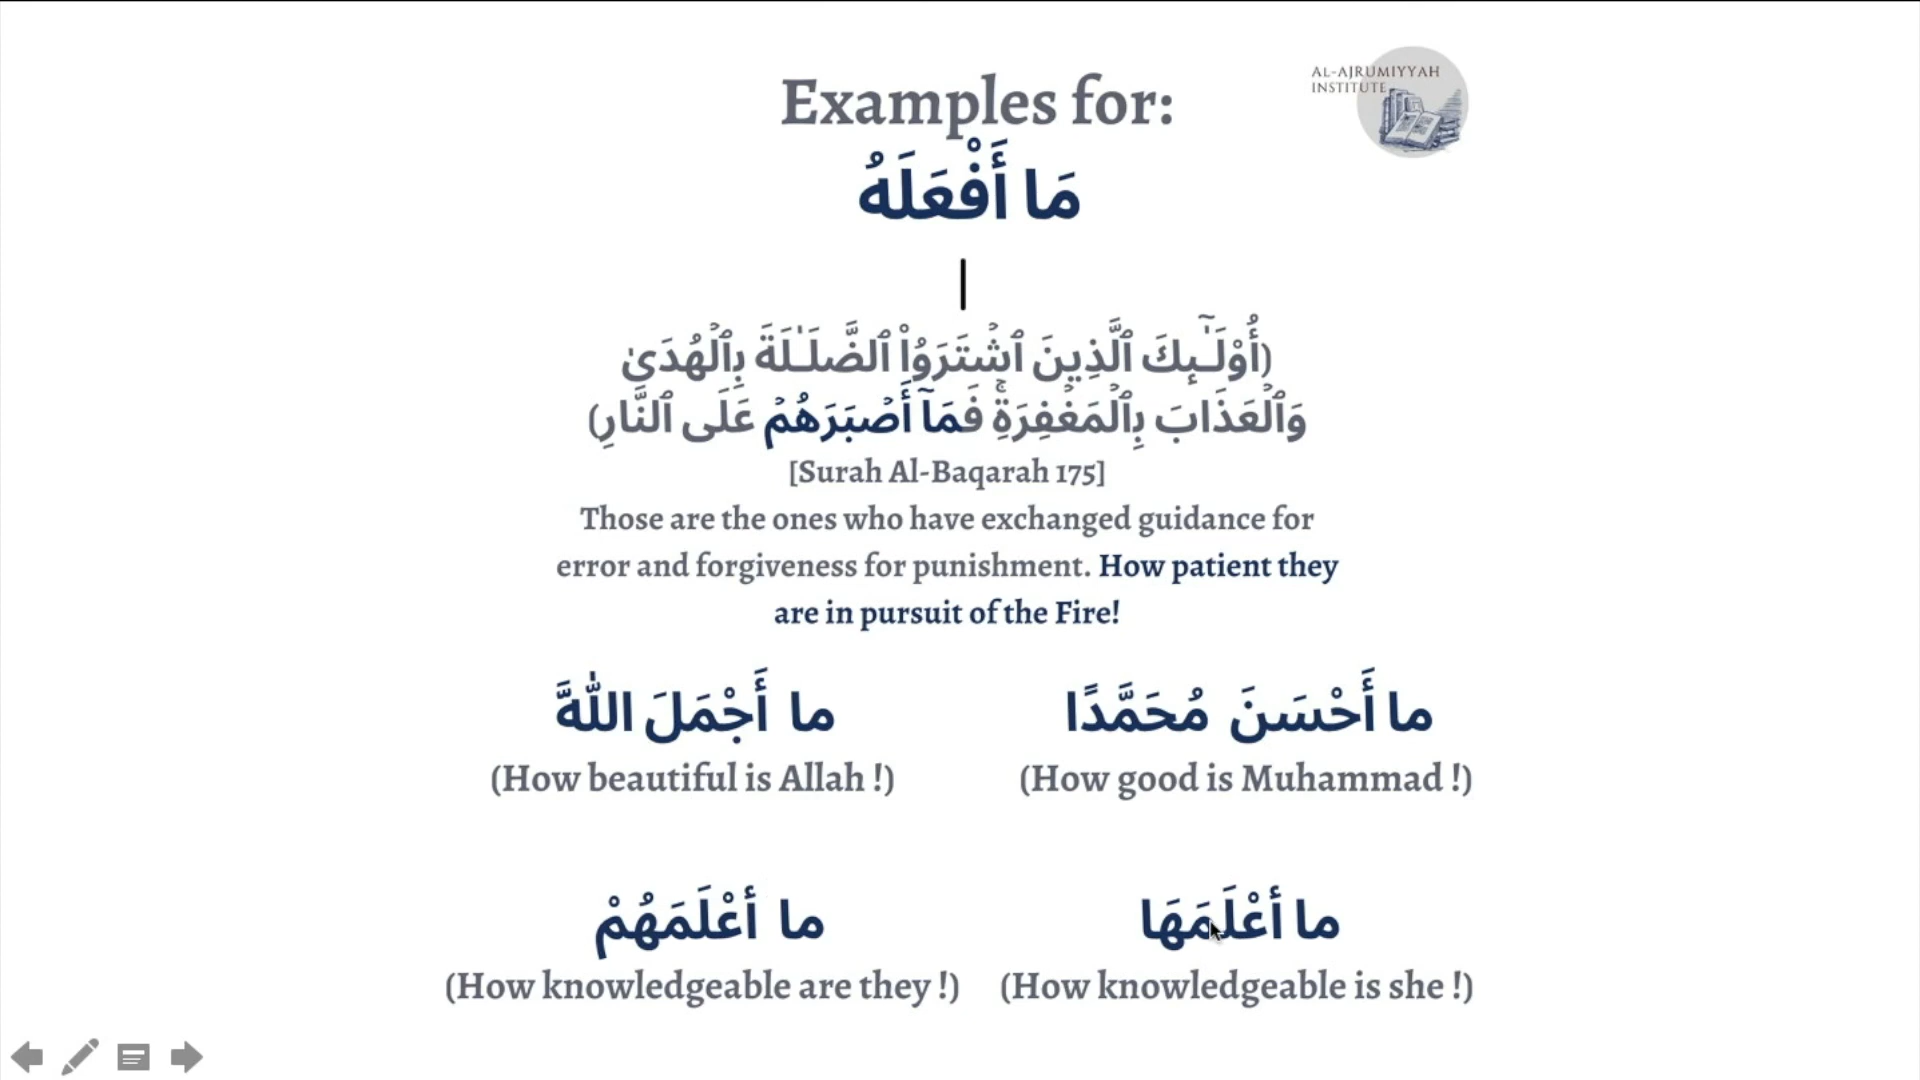 AL-AJRUMIYYAH
INSTITUTE
Examples for:
مَا أَفْعَلَهُ
(أُوْلَـٰۤىِٕكَ ٱلَّذِینَ ٱشۡتَرَوُا۟ ٱلضَّلَـٰلَةَ بِٱلۡهُدَىٰ
وَٱلۡعَذَابَ بِٱلۡمَغۡفِرَةِۚ فَمَاۤ أَصۡبَرَهُمۡ عَلَى ٱلنَّارِ)
[Surah Al-Baqarah 175]
Those are the ones who have exchanged guidance for
error and forgiveness for punishment. How patient they
are in pursuit of the Fire!
ما أَحْسَنَ مُحَمَّدًا
(How good is Muhammad !)
ما أَجْمَلَ اللّٰهَ
(How beautiful is Allah !)
ما أعْلَمَهَا
(How knowledgeable is she !)
ما أعْلَمَهُمْ
(How knowledgeable are they !)